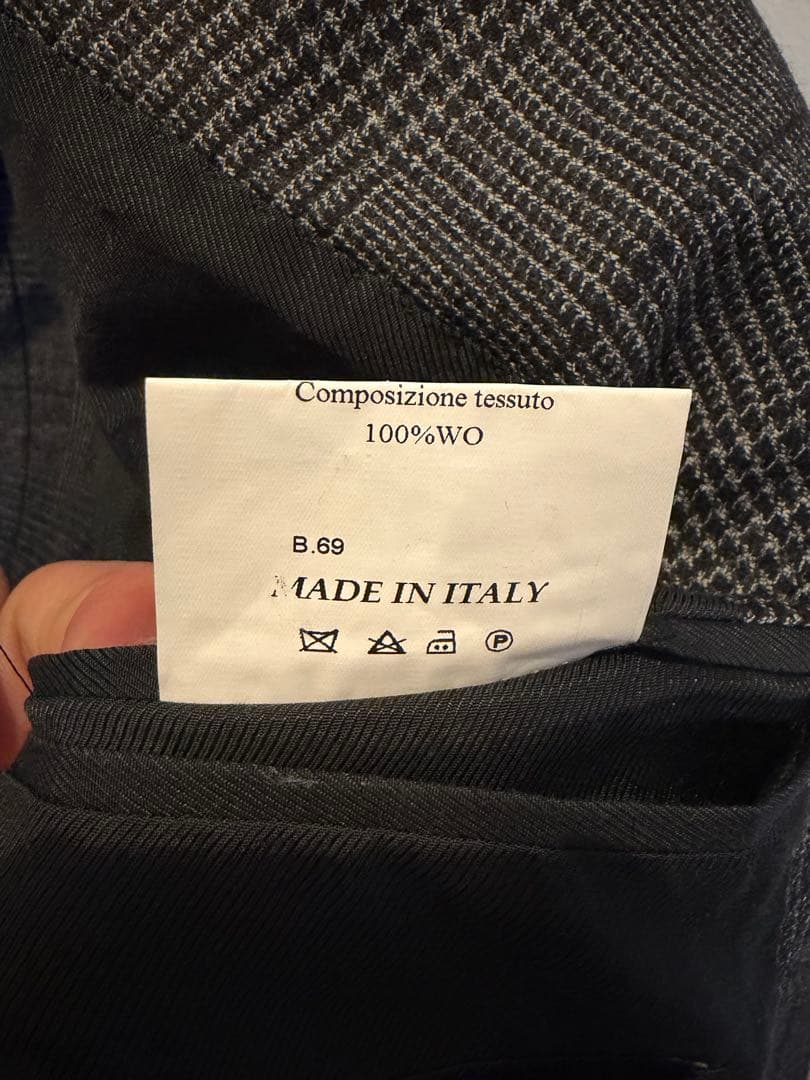 Composizione tessuto
100%WO
B.69
MADE IN ITALY
P